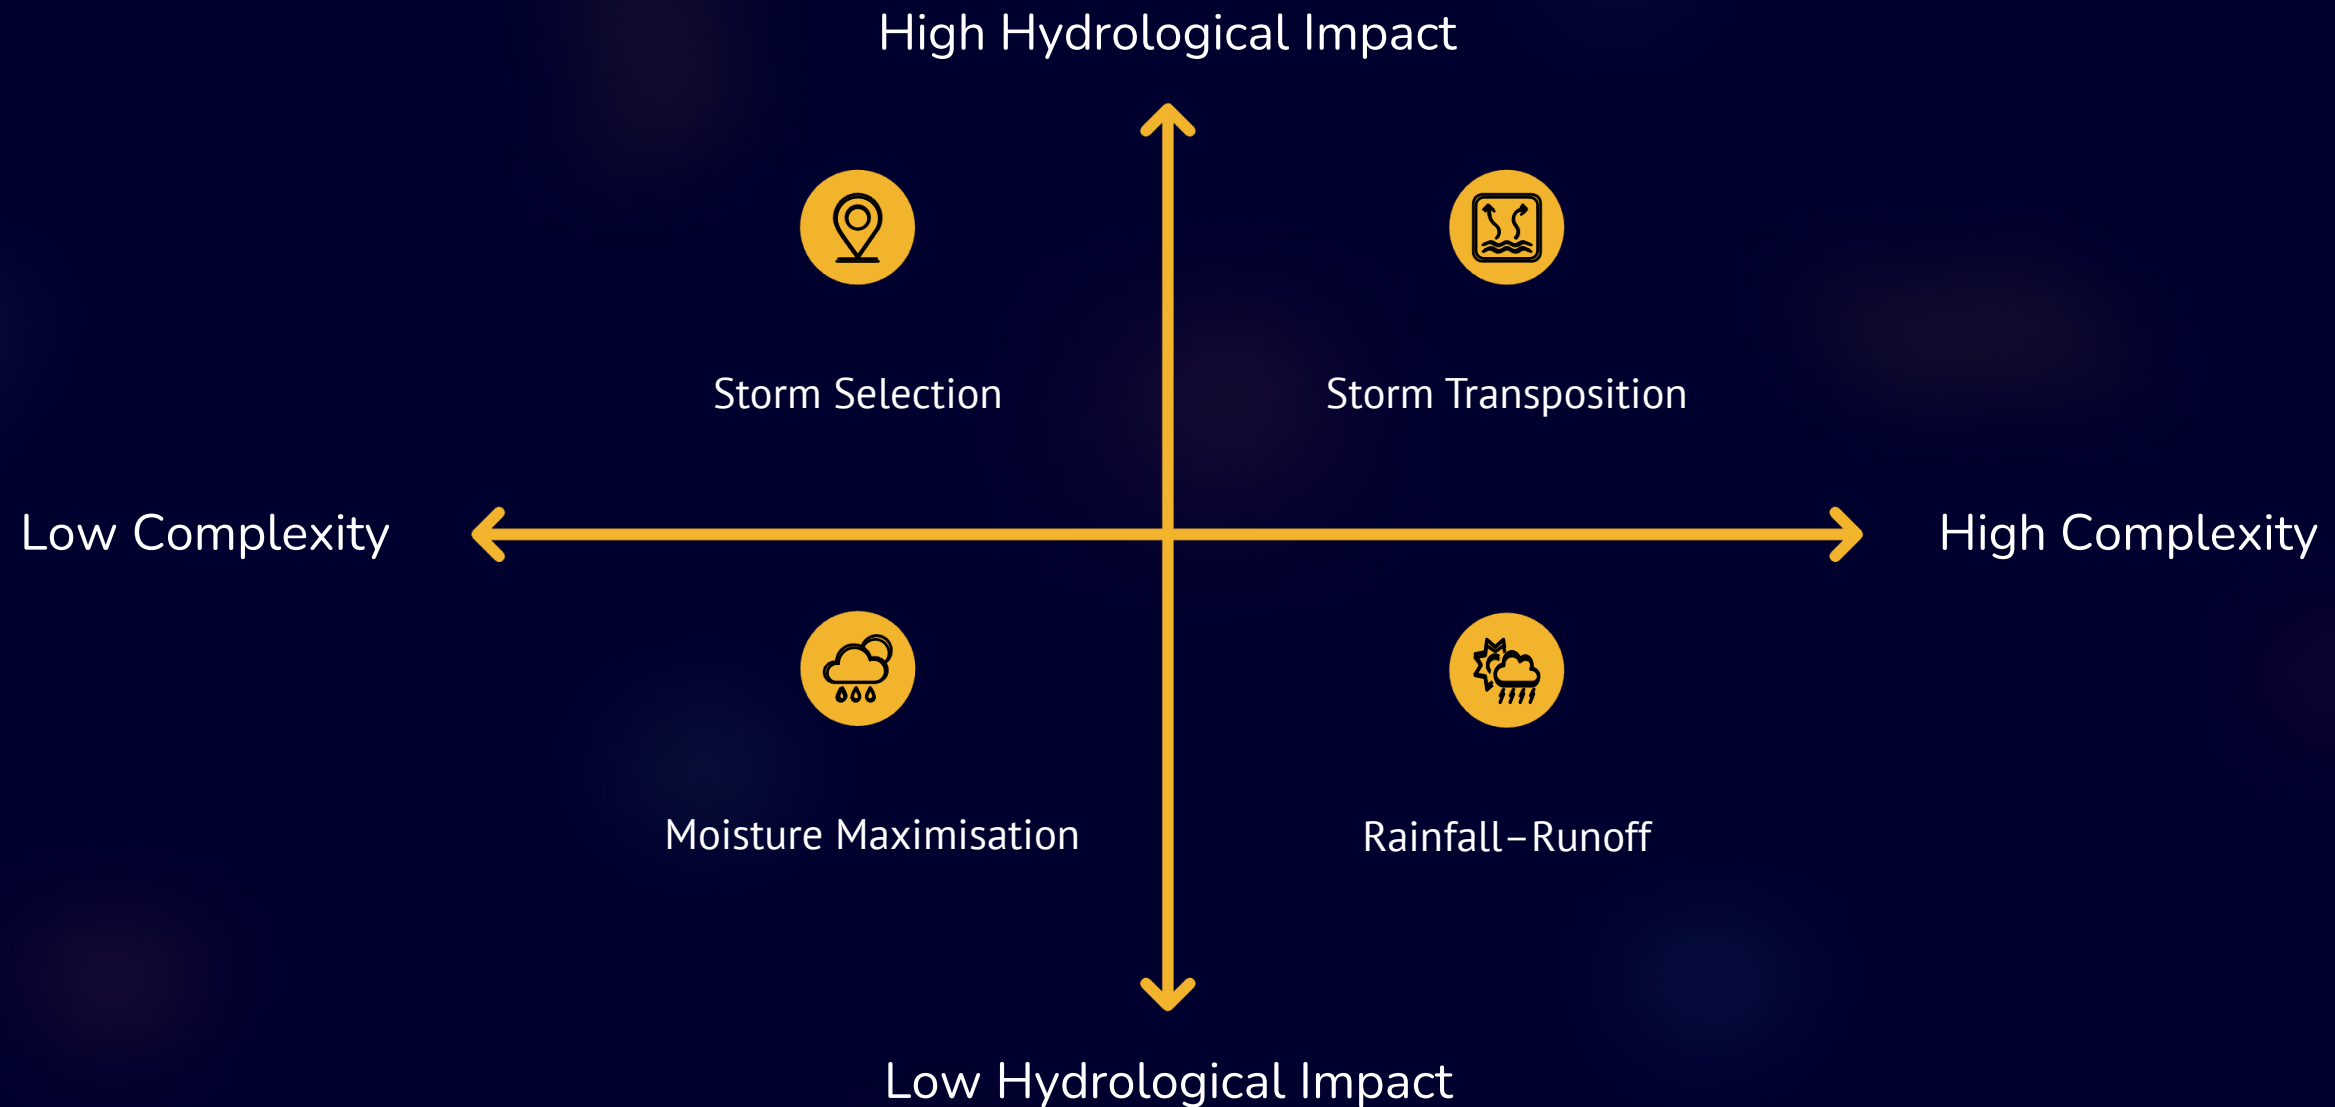 High Hydrological Impact
Storm Selection
Storm Transposition
Low Complexity
High Complexity
Moisture Maximisation
Rainfall–Runoff
Low Hydrological Impact